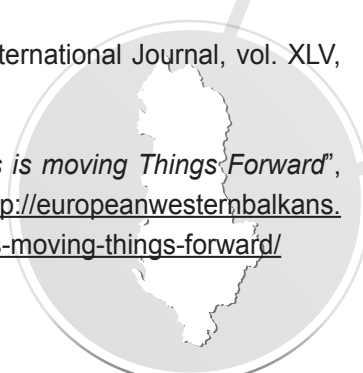 ternational Journal, vol. XLV,
s is moving Things Forward”,
p://europeanwesternbalkans.
s-moving-things-forward/